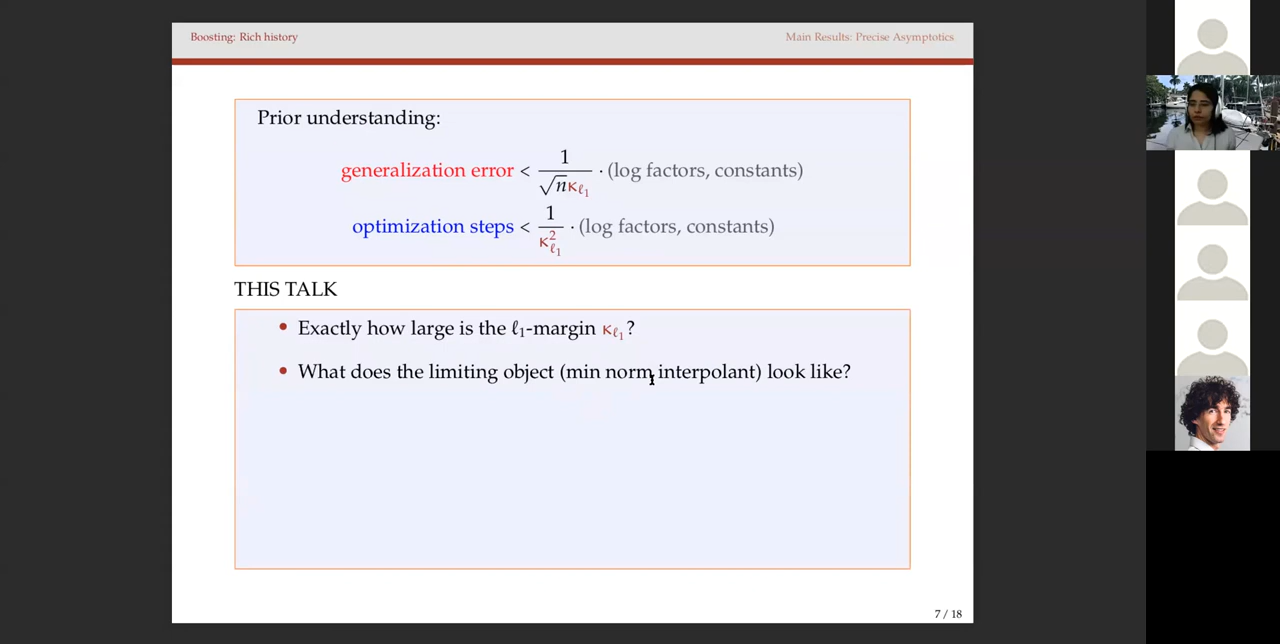 Boosting: Rich history
Main Results: Precise Asymptotics
Prior understanding:
generalization error < 1/(√n κ_ℓ₁) · (log factors, constants)
optimization steps < 1/κ²_ℓ₁ · (log factors, constants)
THIS TALK
• Exactly how large is the ℓ₁-margin κ_ℓ₁?
• What does the limiting object (min norm interpolant) look like?
7 / 18